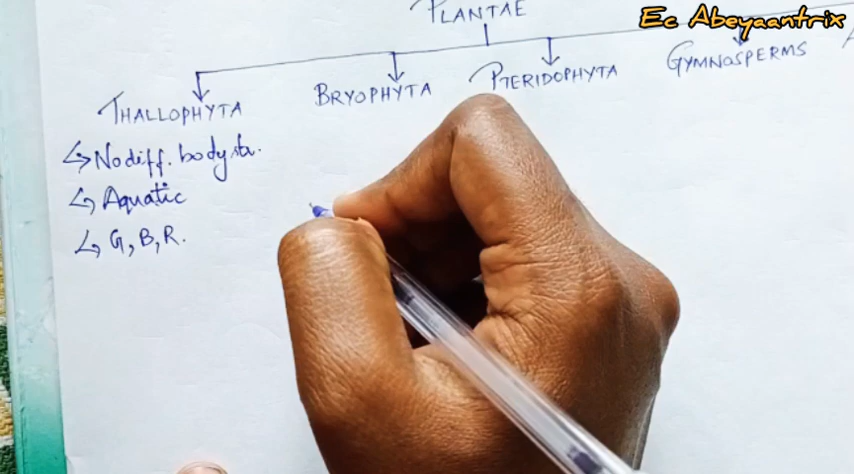 Ec Abeyaantrix
PLANTAE
THALLOPHYTA
BRYOPHYTA
PTERIDOPHYTA
GYMNOSPERMS
A
↳ No diff. body str.
↳ Aquatic
↳ G, B, R.